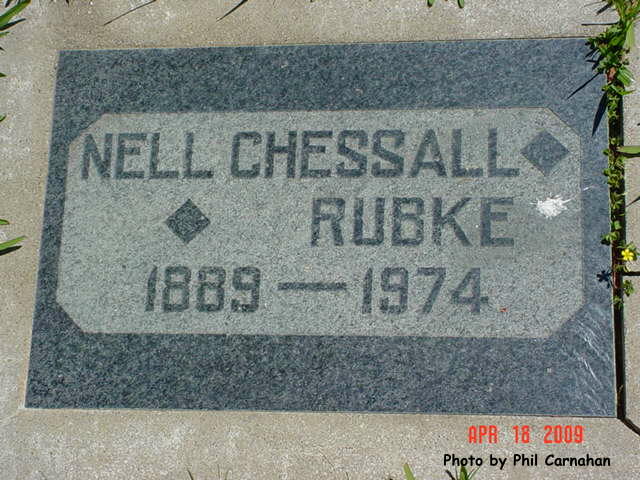 NELL CHESSALL
RUBKE
1889 — 1974
APR 18 2009
Photo by Phil Carnahan